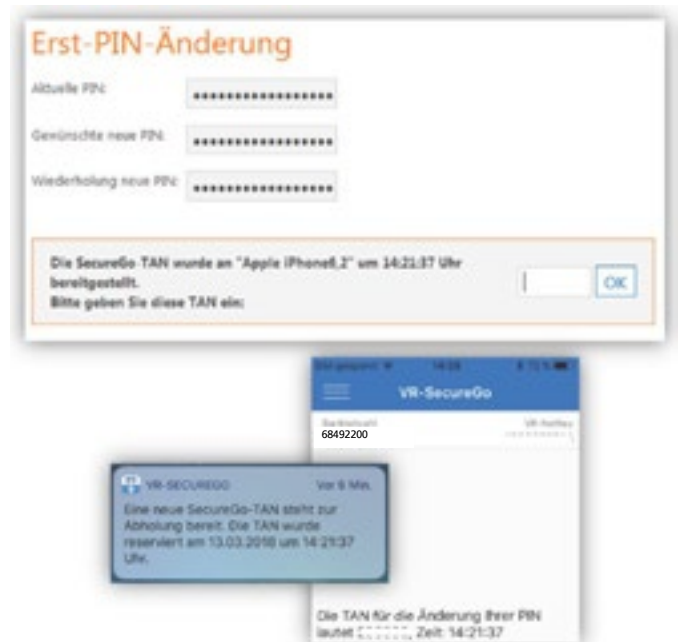 Erst-PIN-Änderung
Aktuelle PIN:
Gewünschte neue PIN:
Wiederholung neue PIN:
Die SecureGo-TAN wurde an "Apple iPhone8,2" um 14:21:37 Uhr
bereitgestellt.
Bitte geben Sie diese TAN ein:
OK
VR-SecureGo
Bankleitzahl
VR-NetKey
68492200
VR-SECUREGO
Vor 6 Min.
Eine neue SecureGo-TAN steht zur
Abholung bereit. Die TAN wurde
reserviert am 13.03.2018 um 14:21:37
Uhr.
Die TAN für die Änderung Ihrer PIN
lautet Zeit: 14:21:37